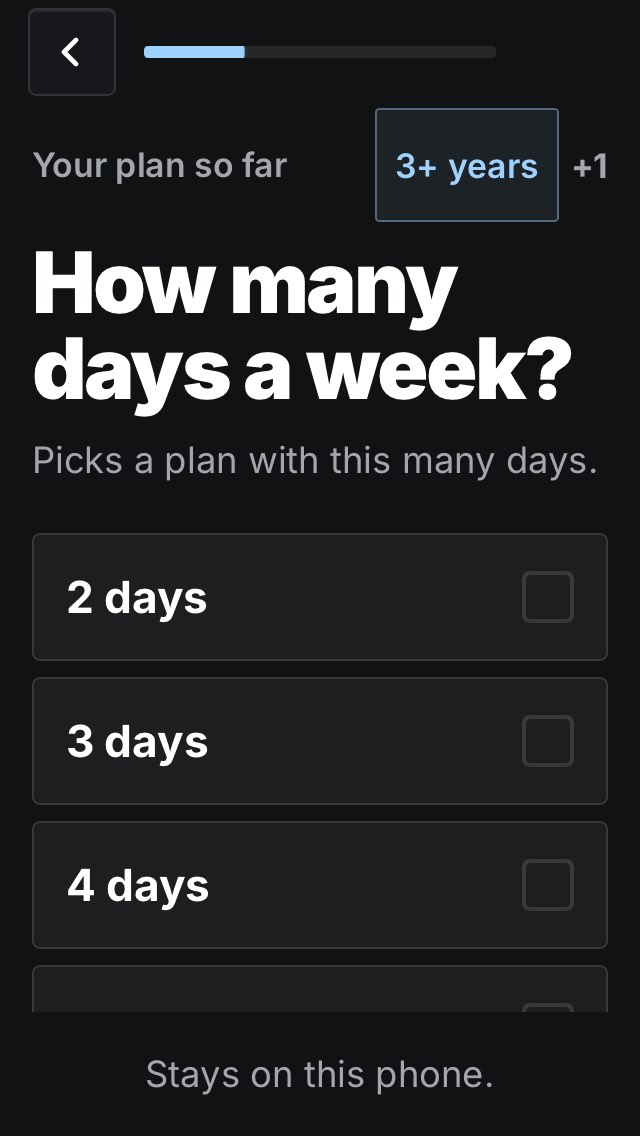 Your plan so far
3+ years
+1
How many
days a week?
Picks a plan with this many days.
2 days
3 days
4 days
Stays on this phone.